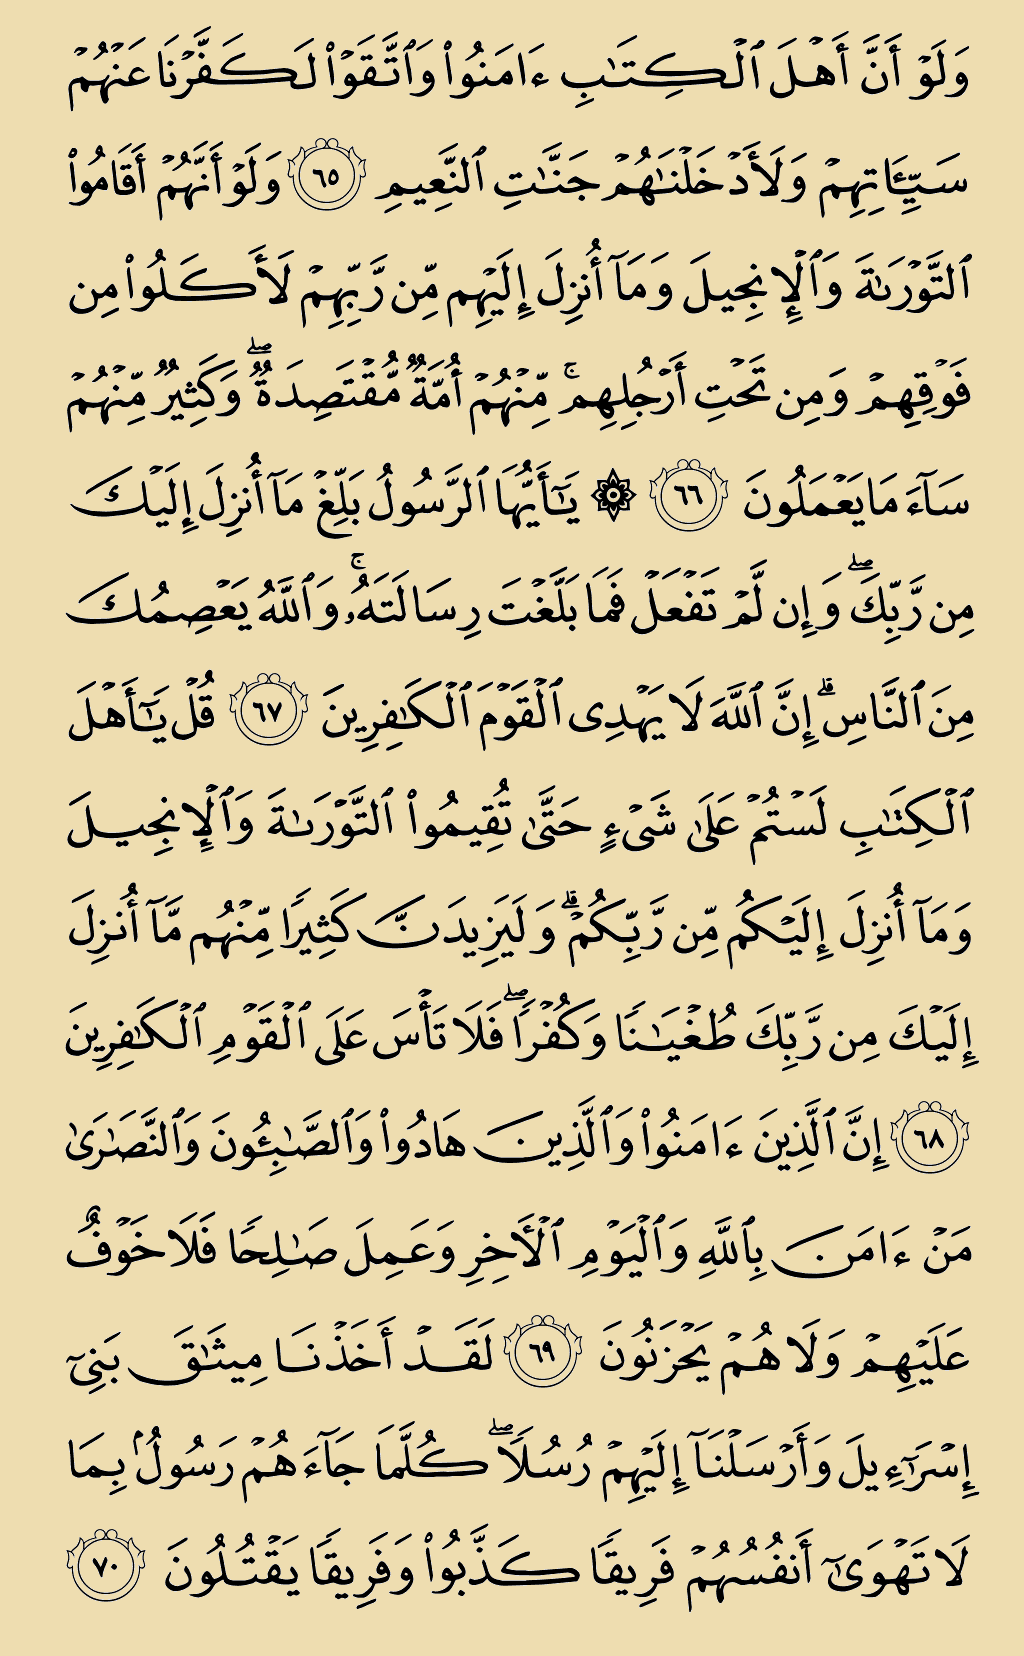 وَلَوْ أَنَّ أَهْلَ ٱلْكِتَٰبِ ءَامَنُوا۟ وَٱتَّقَوْا۟ لَكَفَّرْنَا عَنْهُمْ
سَيِّـَٔاتِهِمْ وَلَأَدْخَلْنَٰهُمْ جَنَّٰتِ ٱلنَّعِيمِ ٦٥ وَلَوْ أَنَّهُمْ أَقَامُوا۟
ٱلتَّوْرَىٰةَ وَٱلْإِنجِيلَ وَمَآ أُنزِلَ إِلَيْهِم مِّن رَّبِّهِمْ لَأَكَلُوا۟ مِن
فَوْقِهِمْ وَمِن تَحْتِ أَرْجُلِهِم ۚ مِّنْهُمْ أُمَّةٌ مُّقْتَصِدَةٌ ۖ وَكَثِيرٌ مِّنْهُمْ
سَآءَ مَا يَعْمَلُونَ ٦٦ ۞ يَٰٓأَيُّهَا ٱلرَّسُولُ بَلِّغْ مَآ أُنزِلَ إِلَيْكَ
مِن رَّبِّكَ ۖ وَإِن لَّمْ تَفْعَلْ فَمَا بَلَّغْتَ رِسَالَتَهُۥ ۚ وَٱللَّهُ يَعْصِمُكَ
مِنَ ٱلنَّاسِ ۗ إِنَّ ٱللَّهَ لَا يَهْدِى ٱلْقَوْمَ ٱلْكَٰفِرِينَ ٦٧ قُلْ يَٰٓأَهْلَ
ٱلْكِتَٰبِ لَسْتُمْ عَلَىٰ شَىْءٍ حَتَّىٰ تُقِيمُوا۟ ٱلتَّوْرَىٰةَ وَٱلْإِنجِيلَ
وَمَآ أُنزِلَ إِلَيْكُم مِّن رَّبِّكُمْ ۗ وَلَيَزِيدَنَّ كَثِيرًا مِّنْهُم مَّآ أُنزِلَ
إِلَيْكَ مِن رَّبِّكَ طُغْيَٰنًا وَكُفْرًا ۖ فَلَا تَأْسَ عَلَى ٱلْقَوْمِ ٱلْكَٰفِرِينَ
٦٨ إِنَّ ٱلَّذِينَ ءَامَنُوا۟ وَٱلَّذِينَ هَادُوا۟ وَٱلصَّٰبِـُٔونَ وَٱلنَّصَٰرَىٰ
مَنْ ءَامَنَ بِٱللَّهِ وَٱلْيَوْمِ ٱلْـَٔاخِرِ وَعَمِلَ صَٰلِحًا فَلَا خَوْفٌ
عَلَيْهِمْ وَلَا هُمْ يَحْزَنُونَ ٦٩ لَقَدْ أَخَذْنَا مِيثَٰقَ بَنِىٓ
إِسْرَٰٓءِيلَ وَأَرْسَلْنَآ إِلَيْهِمْ رُسُلًا ۖ كُلَّمَا جَآءَهُمْ رَسُولٌۢ بِمَا
لَا تَهْوَىٰٓ أَنفُسُهُمْ فَرِيقًا كَذَّبُوا۟ وَفَرِيقًا يَقْتُلُونَ ٧٠